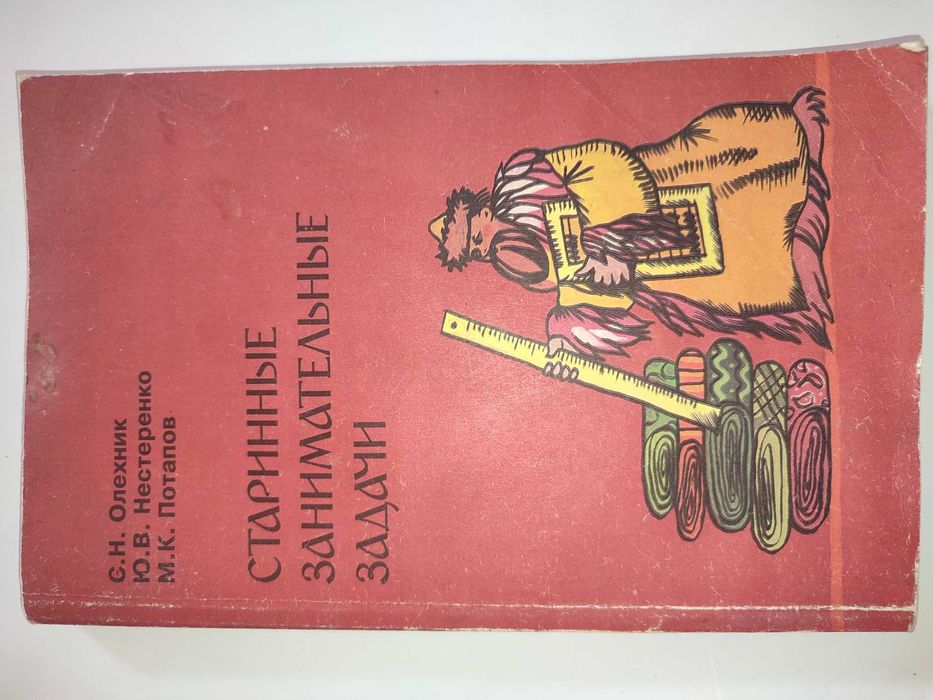 С.Н. Олехник
Ю.В. Нестеренко
М.К. Потапов
СТАРИННЫЕ
ЗАНИМАТЕЛЬНЫЕ
ЗАДАЧИ